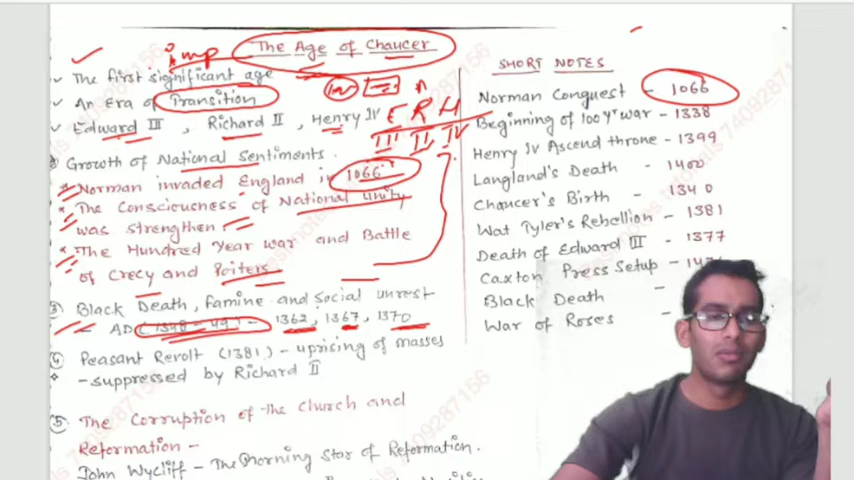 imp The Age of Chaucer
The first significant age
An Era of Transition
Edward III, Richard II, Henry IV
E R H
III II IV
Growth of National Sentiments.
* Norman invaded England in 1066
* The Consciousness of National Unity
was strengthen
* The Hundred Year war and Battle
of Crecy and Poiters
③ Black Death, famine and Social unrest
- AD (1348-49) - 1362, 1367, 1370
④ Peasant Revolt (1381) - uprising of masses
- suppressed by Richard II
⑤ The Corruption of the church and
Reformation -
John Wycliff - The Morning Star of Reformation.
SHORT NOTES
Norman Conquest - 1066
Beginning of 100 Yr war - 1338
Henry IV Ascend throne - 1399
Langland's Death - 1400
Chaucer's Birth - 1340
Wat Tyler's Rebellion - 1381
Death of Edward III - 1377
Caxton Press Setup -
Black Death -
War of Roses -